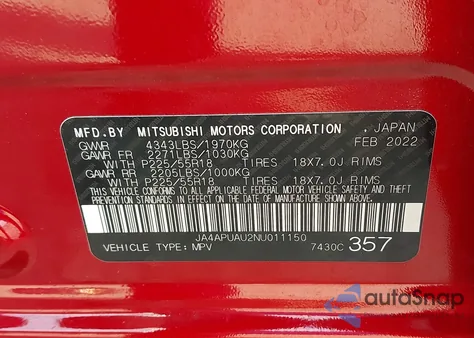 MFD.BY MITSUBISHI MOTORS CORPORATION , JAPAN
GVWR 4343LBS/1970KG FEB 2022
GAWR FR 2271LBS/1030KG
WITH P225/55R18 TIRES 18X7.0J RIMS
GAWR RR 2205LBS/1000KG
WITH P225/55R18 TIRES 18X7.0J RIMS
THIS VEHICLE CONFORMS TO ALL APPLICABLE FEDERAL
MOTOR VEHICLE SAFETY AND THEFT PREVENTION
STANDARDS IN EFFECT ON THE DATE OF MANUFACTURE
SHOWN ABOVE.
JA4APUAU2NU011150
VEHICLE TYPE: MPV 7430C 357
autoSnap